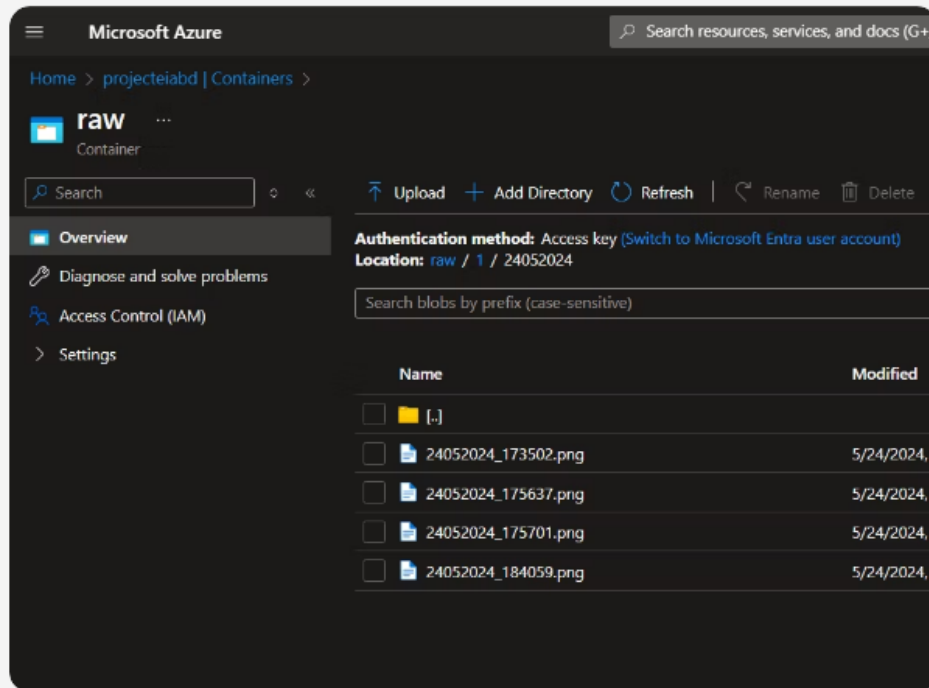 Microsoft Azure
Search resources, services, and docs (G+
Home > projecteiabd | Containers >
raw ...
Container
Search
Upload + Add Directory Refresh | Rename Delete
Overview
Authentication method: Access key (Switch to Microsoft Entra user account)
Location: raw / 1 / 24052024
Diagnose and solve problems
Search blobs by prefix (case-sensitive)
Access Control (IAM)
> Settings
Name Modified
[..]
24052024_173502.png 5/24/2024,
24052024_175637.png 5/24/2024,
24052024_175701.png 5/24/2024,
24052024_184059.png 5/24/2024,